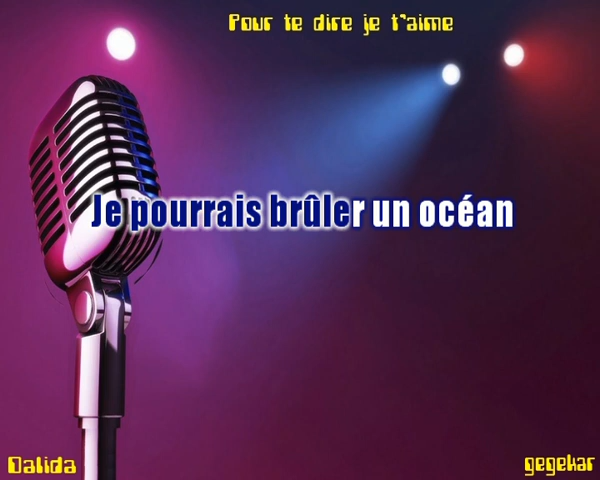 Pour te dire je t'aime
Je pourrais brûler un océan
Dalida
gegekar